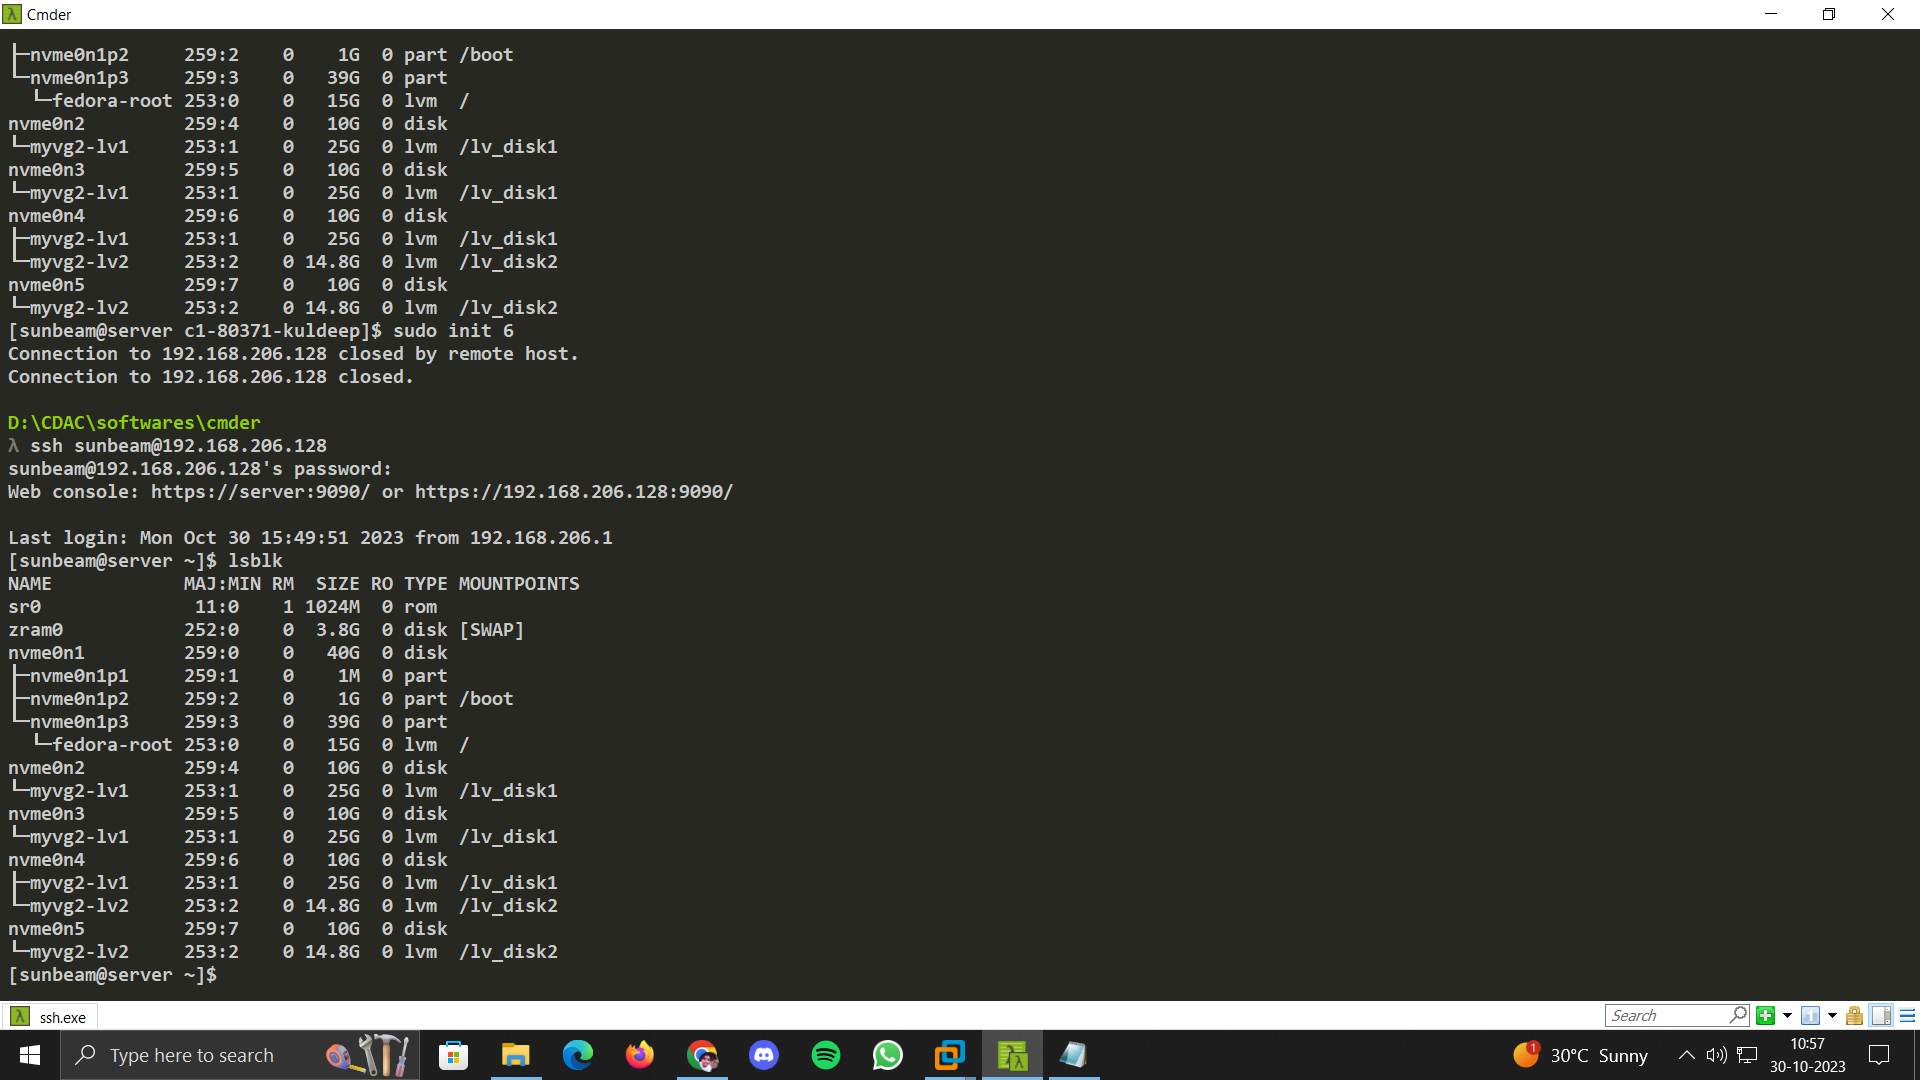 Cmder
├─nvme0n1p2     259:2    0    1G  0 part /boot
└─nvme0n1p3     259:3    0   39G  0 part
  └─fedora-root 253:0    0   15G  0 lvm  /
nvme0n2         259:4    0   10G  0 disk
└─myvg2-lv1     253:1    0   25G  0 lvm  /lv_disk1
nvme0n3         259:5    0   10G  0 disk
└─myvg2-lv1     253:1    0   25G  0 lvm  /lv_disk1
nvme0n4         259:6    0   10G  0 disk
├─myvg2-lv1     253:1    0   25G  0 lvm  /lv_disk1
└─myvg2-lv2     253:2    0 14.8G  0 lvm  /lv_disk2
nvme0n5         259:7    0   10G  0 disk
└─myvg2-lv2     253:2    0 14.8G  0 lvm  /lv_disk2
[sunbeam@server c1-80371-kuldeep]$ sudo init 6
Connection to 192.168.206.128 closed by remote host.
Connection to 192.168.206.128 closed.
D:\CDAC\softwares\cmder
λ ssh sunbeam@192.168.206.128
sunbeam@192.168.206.128's password:
Web console: https://server:9090/ or https://192.168.206.128:9090/
Last login: Mon Oct 30 15:49:51 2023 from 192.168.206.1
[sunbeam@server ~]$ lsblk
NAME            MAJ:MIN RM  SIZE RO TYPE MOUNTPOINTS
sr0              11:0    1 1024M  0 rom
zram0           252:0    0  3.8G  0 disk [SWAP]
nvme0n1         259:0    0   40G  0 disk
├─nvme0n1p1     259:1    0    1M  0 part
├─nvme0n1p2     259:2    0    1G  0 part /boot
└─nvme0n1p3     259:3    0   39G  0 part
  └─fedora-root 253:0    0   15G  0 lvm  /
nvme0n2         259:4    0   10G  0 disk
└─myvg2-lv1     253:1    0   25G  0 lvm  /lv_disk1
nvme0n3         259:5    0   10G  0 disk
└─myvg2-lv1     253:1    0   25G  0 lvm  /lv_disk1
nvme0n4         259:6    0   10G  0 disk
├─myvg2-lv1     253:1    0   25G  0 lvm  /lv_disk1
└─myvg2-lv2     253:2    0 14.8G  0 lvm  /lv_disk2
nvme0n5         259:7    0   10G  0 disk
└─myvg2-lv2     253:2    0 14.8G  0 lvm  /lv_disk2
[sunbeam@server ~]$
ssh.exe
Search
Type here to search
1
30°C Sunny
10:57
30-10-2023